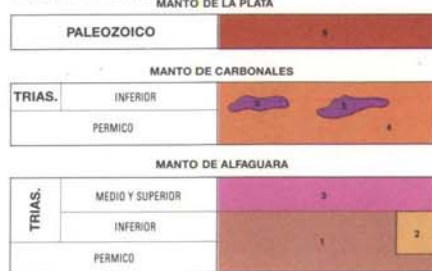 MANTO DE LA PLATA
PALEOZOICO
6
MANTO DE CARBONALES
TRIAS.
INFERIOR
5
5
PERMICO
4
MANTO DE ALFAGUARA
TRIAS.
MEDIO Y SUPERIOR
3
INFERIOR
2
1
PERMICO